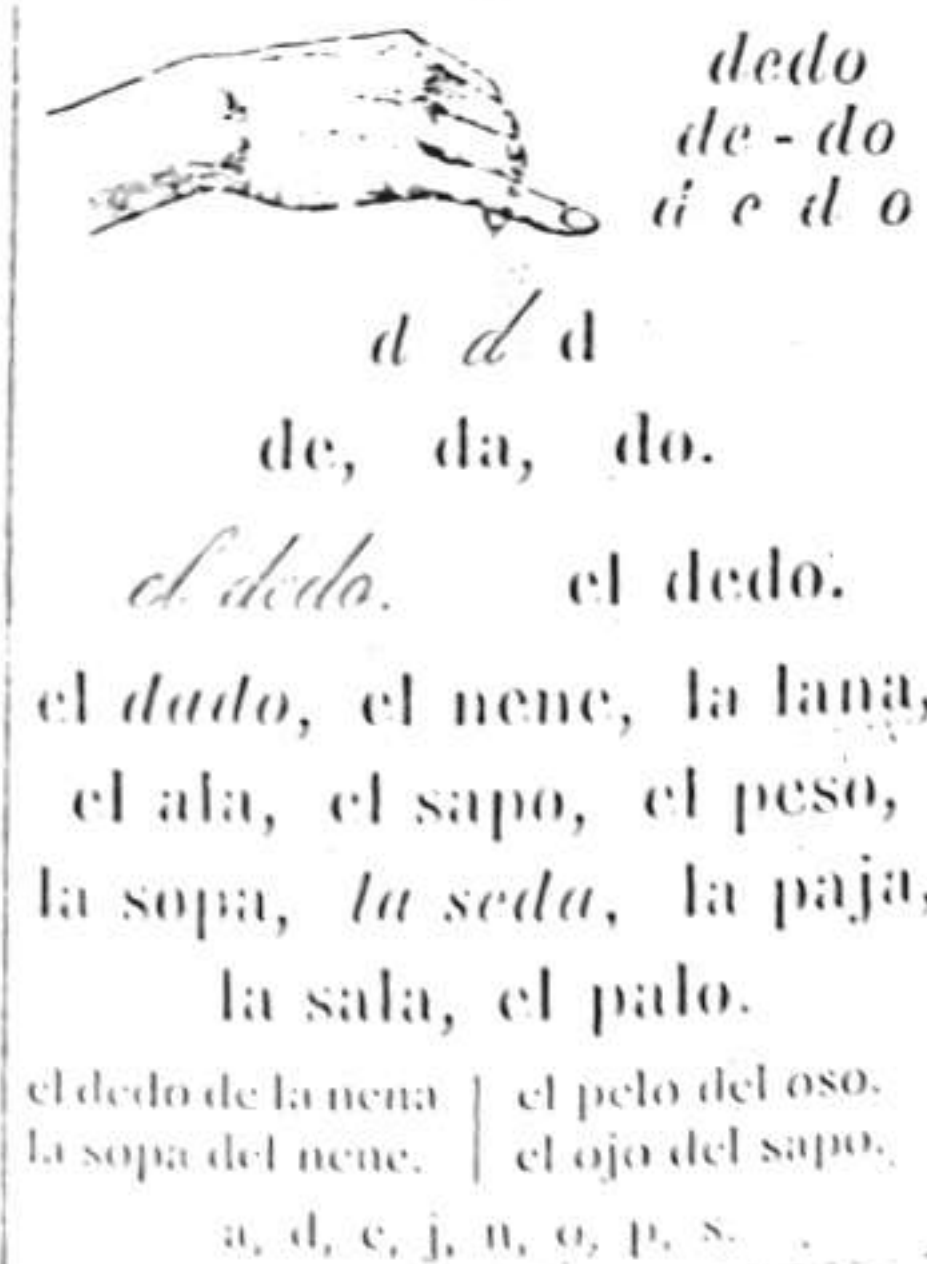 dedo
de - do
d e d o
d d d
de, da, do.
el dedo. el dedo.
el dado, el nene, la lana,
el ala, el sapo, el peso,
la sopa, la seda, la paja,
la sala, el palo.
el dedo de la nena | el pelo del oso.
la sopa del nene. | el ojo del sapo.
a, d, e, j, n, o, p, s.